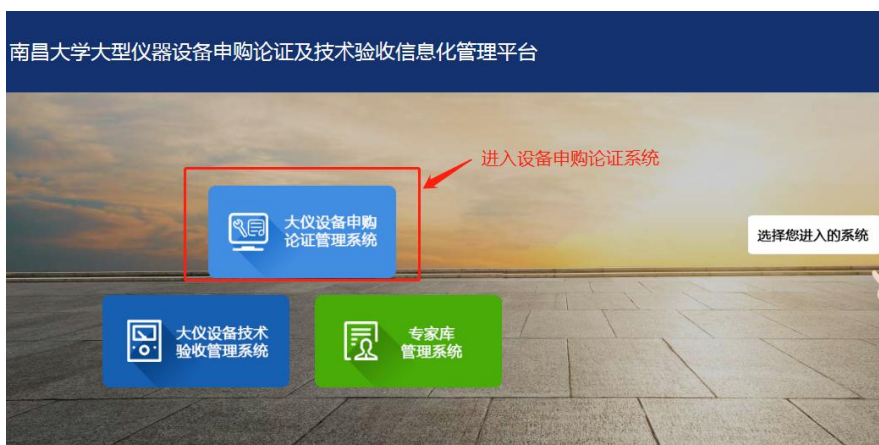 南昌大学大型仪器设备申购论证及技术验收信息化管理平台
进入设备申购论证系统
大仪设备申购
论证管理系统
选择您进入的系统
大仪设备技术
验收管理系统
专家库
管理系统